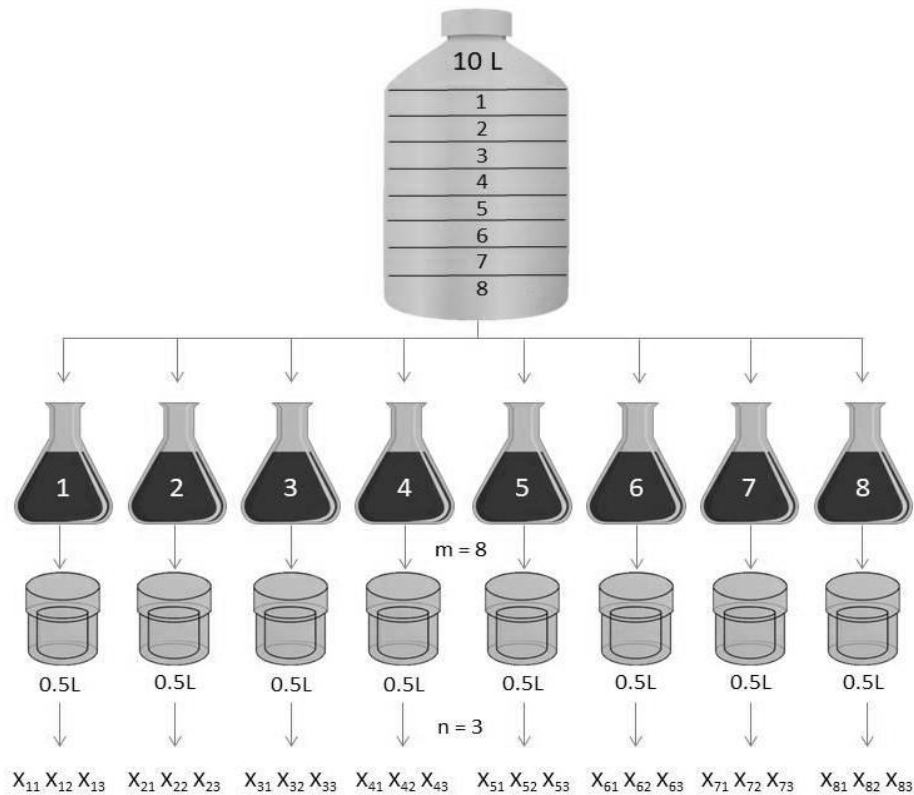 10 L
1
2
3
4
5
6
7
8
1 2 3 4 5 6 7 8
m = 8
0.5L 0.5L 0.5L 0.5L 0.5L 0.5L 0.5L 0.5L
n = 3
X₁₁ X₁₂ X₁₃ X₂₁ X₂₂ X₂₃ X₃₁ X₃₂ X₃₃ X₄₁ X₄₂ X₄₃ X₅₁ X₅₂ X₅₃ X₆₁ X₆₂ X₆₃ X₇₁ X₇₂ X₇₃ X₈₁ X₈₂ X₈₃